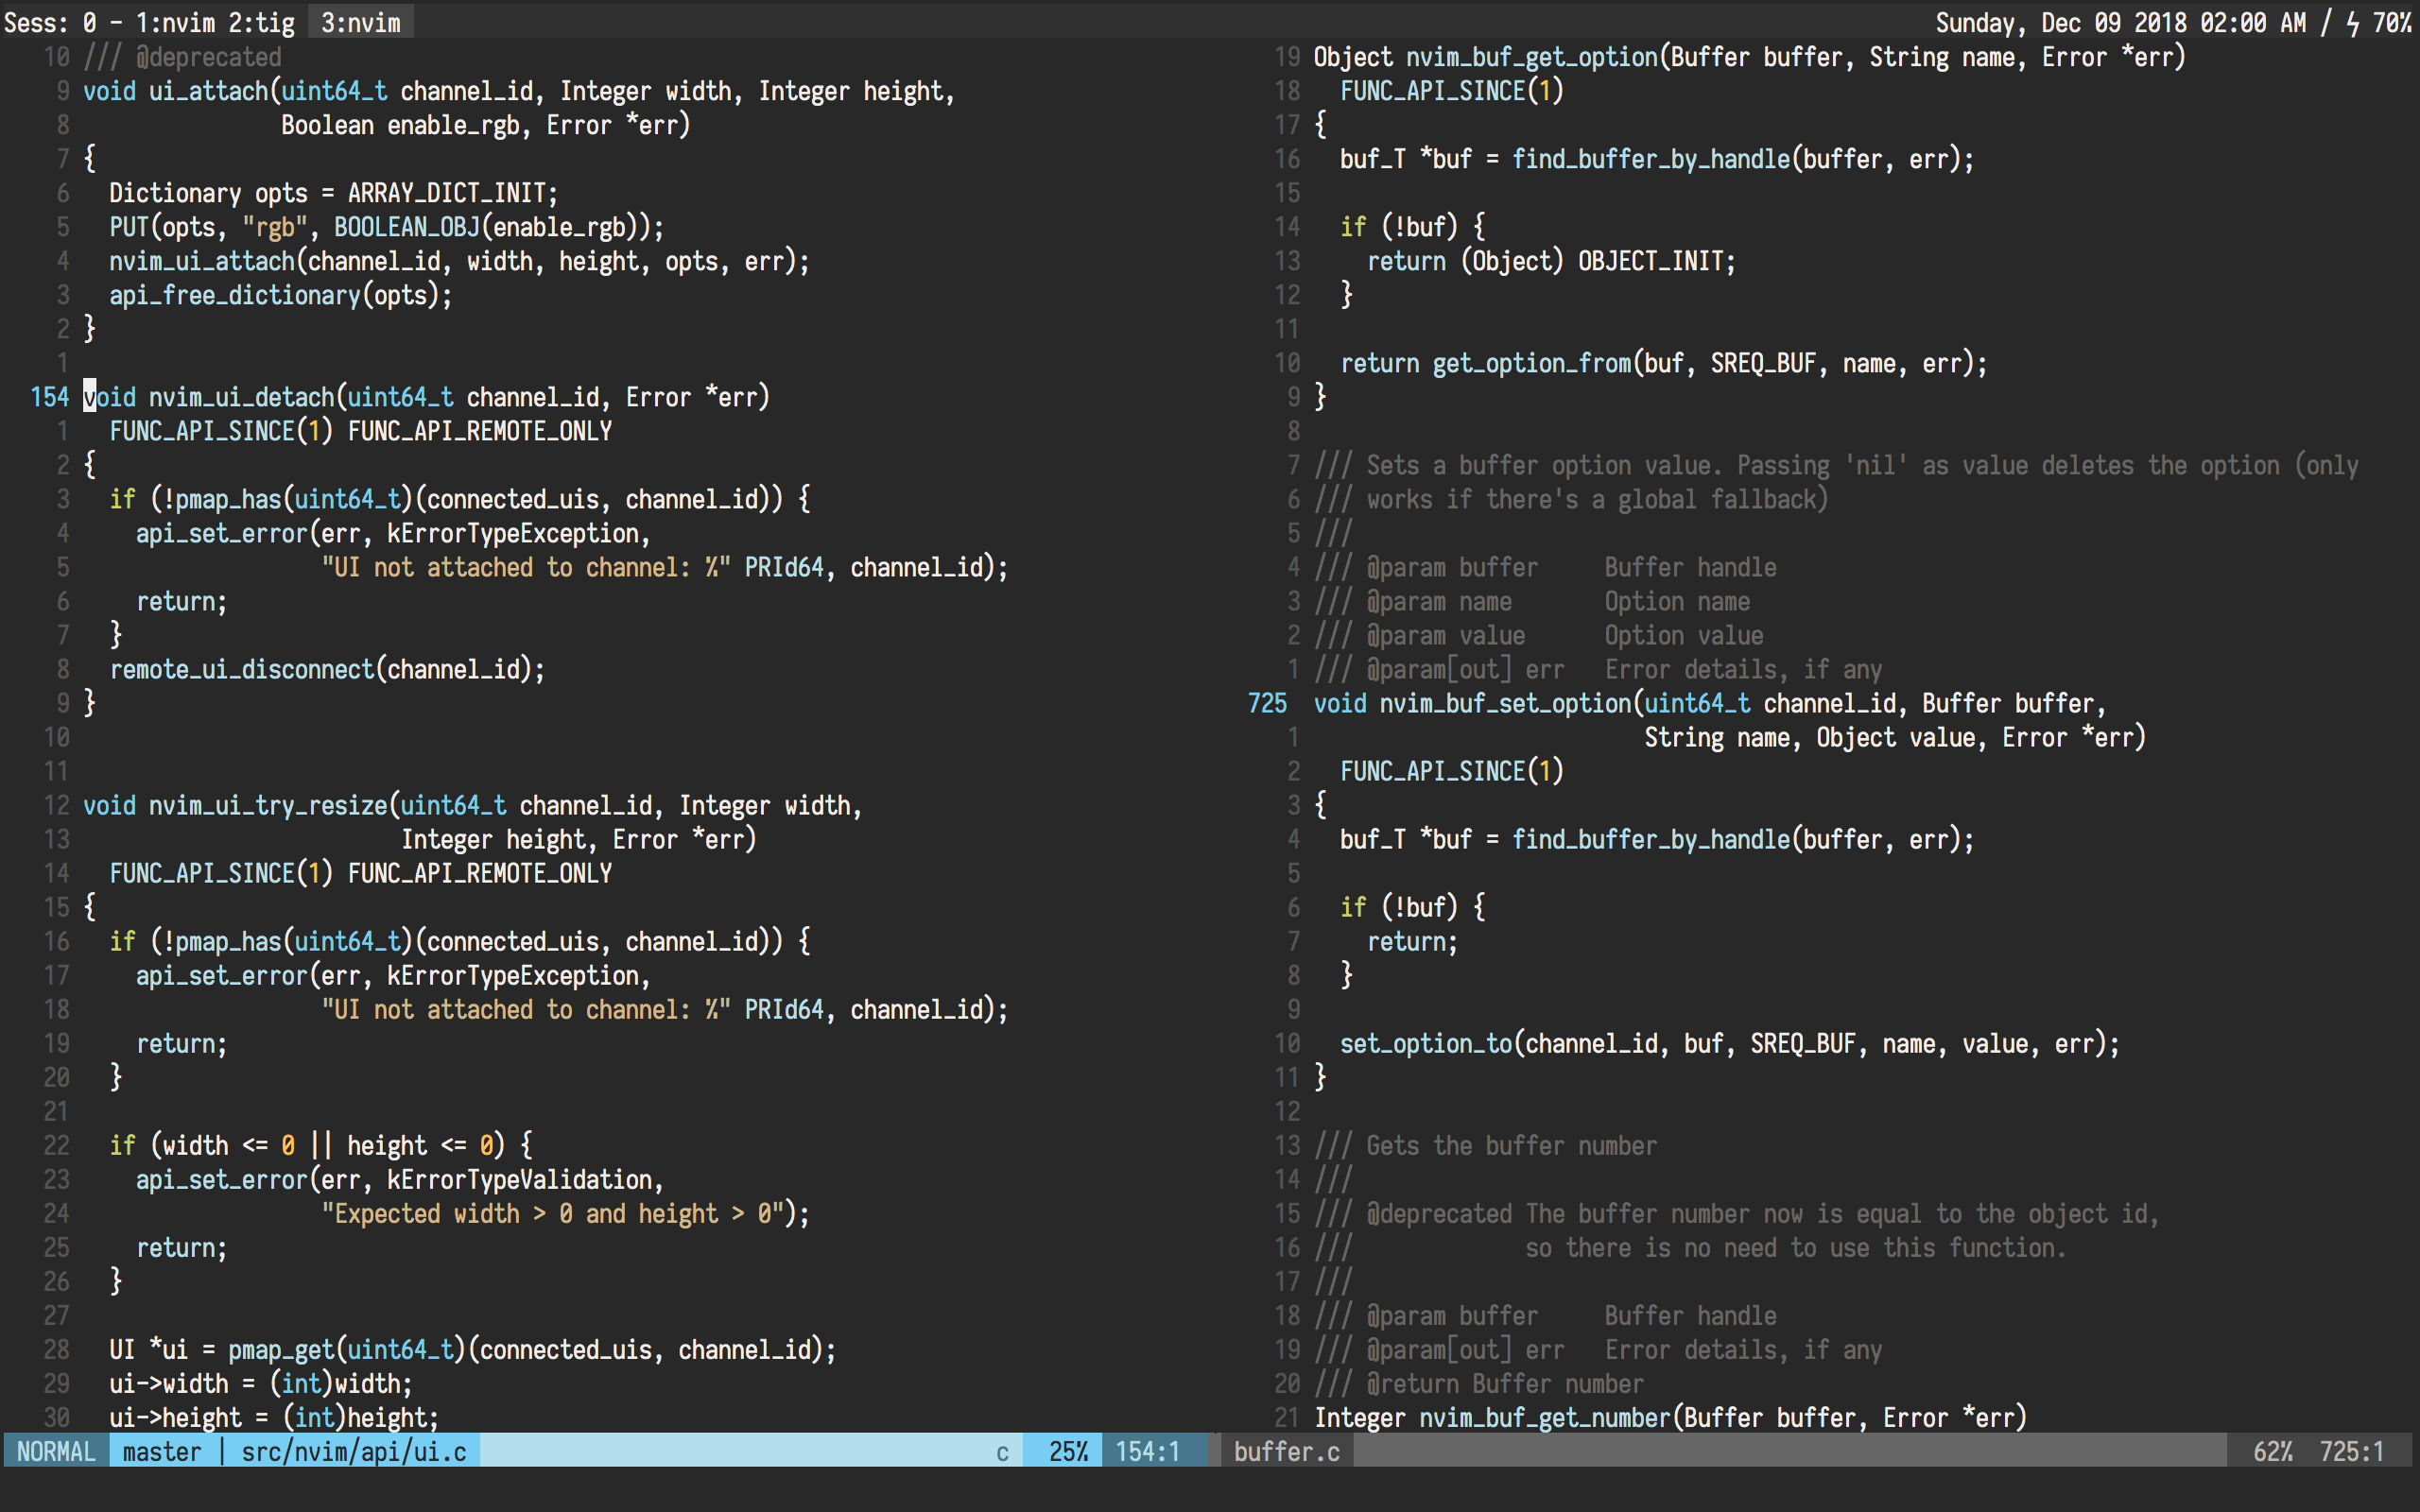 Sess: 0 - 1:nvim 2:tig 3:nvim
Sunday, Dec 09 2018 02:00 AM / ϟ 70%
10 /// @deprecated
9 void ui_attach(uint64_t channel_id, Integer width, Integer height,
8                Boolean enable_rgb, Error *err)
7 {
6   Dictionary opts = ARRAY_DICT_INIT;
5   PUT(opts, "rgb", BOOLEAN_OBJ(enable_rgb));
4   nvim_ui_attach(channel_id, width, height, opts, err);
3   api_free_dictionary(opts);
2 }
1
154 void nvim_ui_detach(uint64_t channel_id, Error *err)
1   FUNC_API_SINCE(1) FUNC_API_REMOTE_ONLY
2 {
3   if (!pmap_has(uint64_t)(connected_uis, channel_id)) {
4     api_set_error(err, kErrorTypeException,
5                   "UI not attached to channel: %" PRId64, channel_id);
6     return;
7   }
8   remote_ui_disconnect(channel_id);
9 }
10
11
12 void nvim_ui_try_resize(uint64_t channel_id, Integer width,
13                         Integer height, Error *err)
14   FUNC_API_SINCE(1) FUNC_API_REMOTE_ONLY
15 {
16   if (!pmap_has(uint64_t)(connected_uis, channel_id)) {
17     api_set_error(err, kErrorTypeException,
18                   "UI not attached to channel: %" PRId64, channel_id);
19     return;
20   }
21
22   if (width <= 0 || height <= 0) {
23     api_set_error(err, kErrorTypeValidation,
24                   "Expected width > 0 and height > 0");
25     return;
26   }
27
28   UI *ui = pmap_get(uint64_t)(connected_uis, channel_id);
29   ui->width = (int)width;
30   ui->height = (int)height;
NORMAL master | src/nvim/api/ui.c c 25% 154:1
19 Object nvim_buf_get_option(Buffer buffer, String name, Error *err)
18   FUNC_API_SINCE(1)
17 {
16   buf_T *buf = find_buffer_by_handle(buffer, err);
15
14   if (!buf) {
13     return (Object) OBJECT_INIT;
12   }
11
10   return get_option_from(buf, SREQ_BUF, name, err);
9 }
8
7 /// Sets a buffer option value. Passing 'nil' as value deletes the option (only
6 /// works if there's a global fallback)
5 ///
4 /// @param buffer     Buffer handle
3 /// @param name       Option name
2 /// @param value      Option value
1 /// @param[out] err   Error details, if any
725 void nvim_buf_set_option(uint64_t channel_id, Buffer buffer,
1                          String name, Object value, Error *err)
2   FUNC_API_SINCE(1)
3 {
4   buf_T *buf = find_buffer_by_handle(buffer, err);
5
6   if (!buf) {
7     return;
8   }
9
10   set_option_to(channel_id, buf, SREQ_BUF, name, value, err);
11 }
12
13 /// Gets the buffer number
14 ///
15 /// @deprecated The buffer number now is equal to the object id,
16 ///             so there is no need to use this function.
17 ///
18 /// @param buffer     Buffer handle
19 /// @param[out] err   Error details, if any
20 /// @return Buffer number
21 Integer nvim_buf_get_number(Buffer buffer, Error *err)
buffer.c 62% 725:1